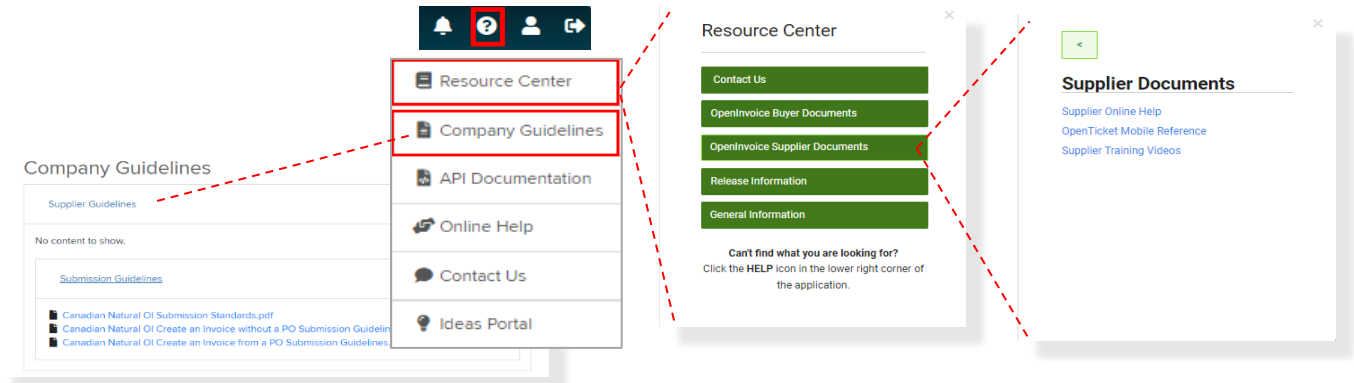 Resource Center
Company Guidelines
API Documentation
Online Help
Contact Us
Ideas Portal
Company Guidelines
Supplier Guidelines
No content to show.
Submission Guidelines
Canadian Natural OI Submission Standards.pdf
Canadian Natural OI Create an Invoice without a PO Submission Guidelin
Canadian Natural OI Create an Invoice from a PO Submission Guidelines.
Resource Center
Contact Us
OpenInvoice Buyer Documents
OpenInvoice Supplier Documents
Release Information
General Information
Can't find what you are looking for?
Click the HELP icon in the lower right corner of
the application.
<
Supplier Documents
Supplier Online Help
OpenTicket Mobile Reference
Supplier Training Videos